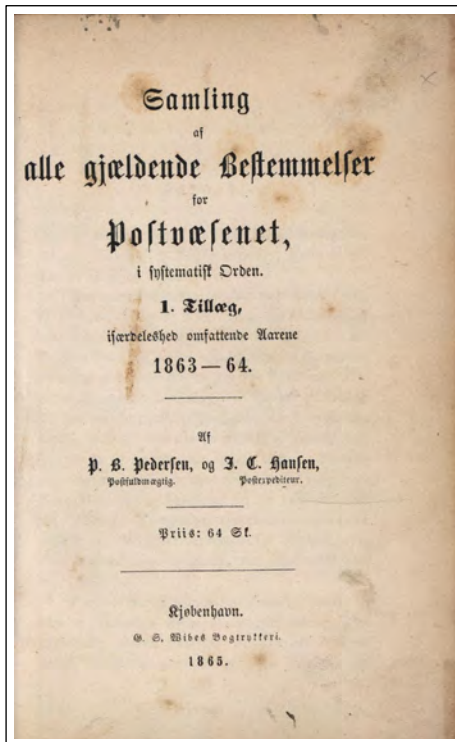 Samling
af
alle gjældende Bestemmelser
for
Postvæsenet,
i systematisk Orden.
1. Tillæg,
isærdeleshed omfattende Aarene
1863 — 64.
Af
P. B. Pedersen, og J. C. Hansen,
Postfuldmægtig. Postexpediteur.
Priis: 64 Sk.
Kjøbenhavn.
G. S. Wibes Bogtrykkeri.
1865.